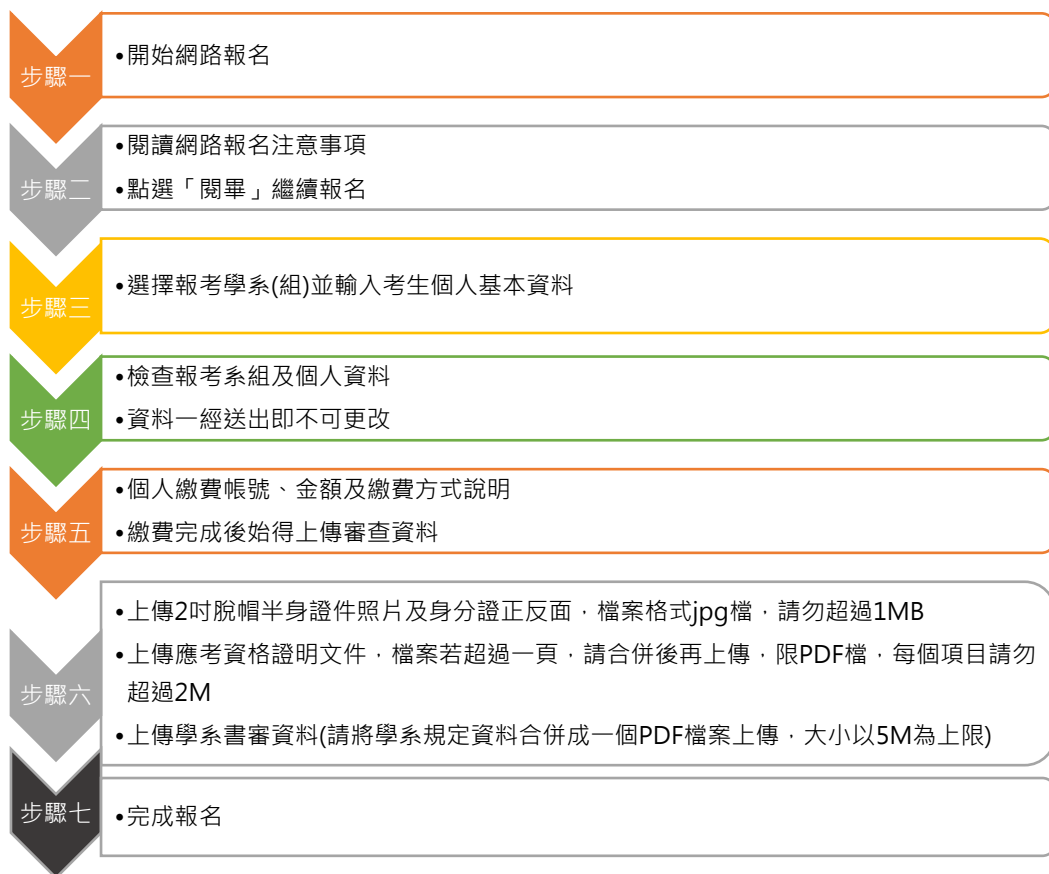 步驟一
•開始網路報名
步驟二
•閱讀網路報名注意事項
•點選「閱畢」繼續報名
步驟三
•選擇報考學系(組)並輸入考生個人基本資料
步驟四
•檢查報考系組及個人資料
•資料一經送出即不可更改
步驟五
•個人繳費帳號、金額及繳費方式說明
•繳費完成後始得上傳審查資料
步驟六
•上傳2吋脫帽半身證件照片及身分證正反面，檔案格式jpg檔，請勿超過1MB
•上傳應考資格證明文件，檔案若超過一頁，請合併後再上傳，限PDF檔，每個項目請勿
超過2M
•上傳學系書審資料(請將學系規定資料合併成一個PDF檔案上傳，大小以5M為上限)
步驟七
•完成報名